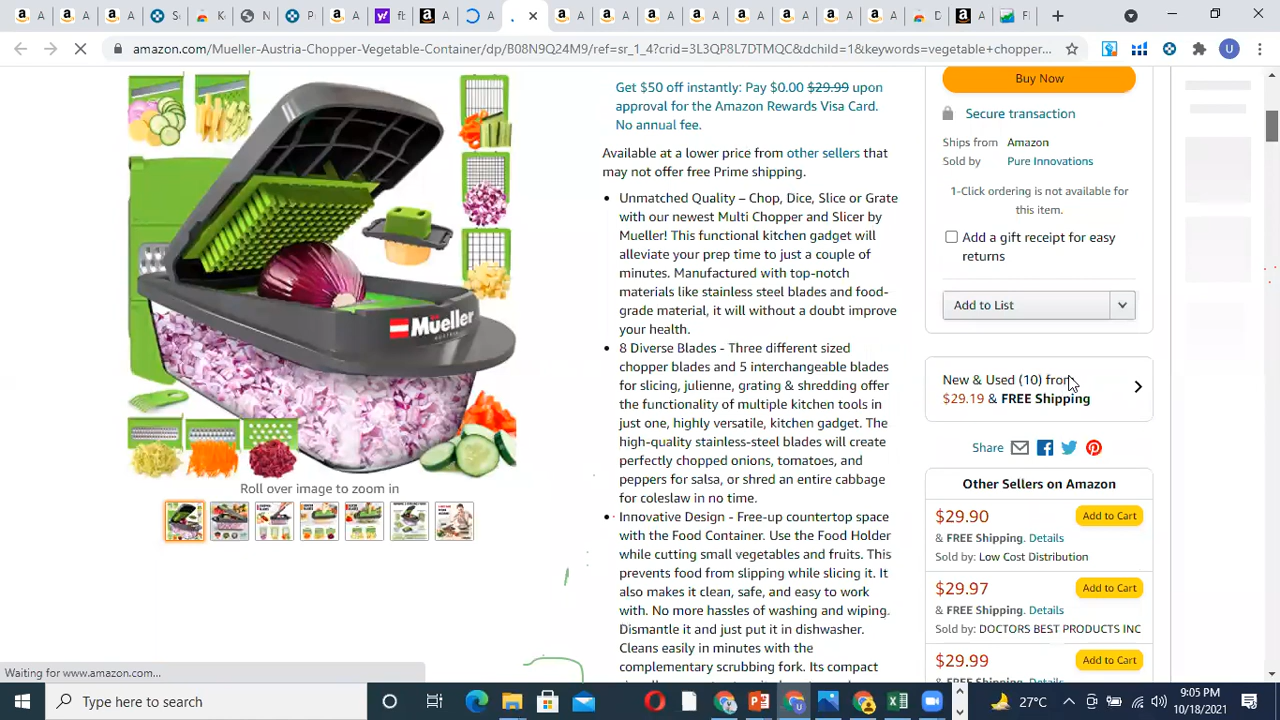 amazon.com/Mueller-Austria-Chopper-Vegetable-Container/dp/B08N9Q24M9/ref=sr_1_4?crid=3L3QP8L7DTMQC&dchild=1&keywords=vegetable+chopper...
U
Get $50 off instantly: Pay $0.00 $29.99 upon
approval for the Amazon Rewards Visa Card.
No annual fee.
Available at a lower price from other sellers that
may not offer free Prime shipping.
Unmatched Quality – Chop, Dice, Slice or Grate
with our newest Multi Chopper and Slicer by
Mueller! This functional kitchen gadget will
alleviate your prep time to just a couple of
minutes. Manufactured with top-notch
materials like stainless steel blades and food-
grade material, it will without a doubt improve
your health.
8 Diverse Blades - Three different sized
chopper blades and 5 interchangeable blades
for slicing, julienne, grating & shredding offer
the functionality of multiple kitchen tools in
just one, highly versatile, kitchen gadget. The
high-quality stainless-steel blades will create
perfectly chopped onions, tomatoes, and
peppers for salsa, or shred an entire cabbage
for coleslaw in no time.
Innovative Design - Free-up countertop space
with the Food Container. Use the Food Holder
while cutting small vegetables and fruits. This
prevents food from slipping while slicing it. It
also makes it clean, safe, and easy to work
with. No more hassles of washing and wiping.
Dismantle it and just put it in dishwasher.
Cleans easily in minutes with the
complementary scrubbing fork. Its compact
Mueller
AUSTRIA
Roll over image to zoom in
Buy Now
Secure transaction
Ships from Amazon
Sold by Pure Innovations
1-Click ordering is not available for
this item.
Add a gift receipt for easy
returns
Add to List
New & Used (10) from
$29.19 & FREE Shipping
Share
Other Sellers on Amazon
$29.90 Add to Cart
& FREE Shipping. Details
Sold by: Low Cost Distribution
$29.97 Add to Cart
& FREE Shipping. Details
Sold by: DOCTORS BEST PRODUCTS INC
$29.99 Add to Cart
& FREE Shipping. Details
Waiting for www.amazon.com...
Type here to search
27°C
9:05 PM
10/18/2021